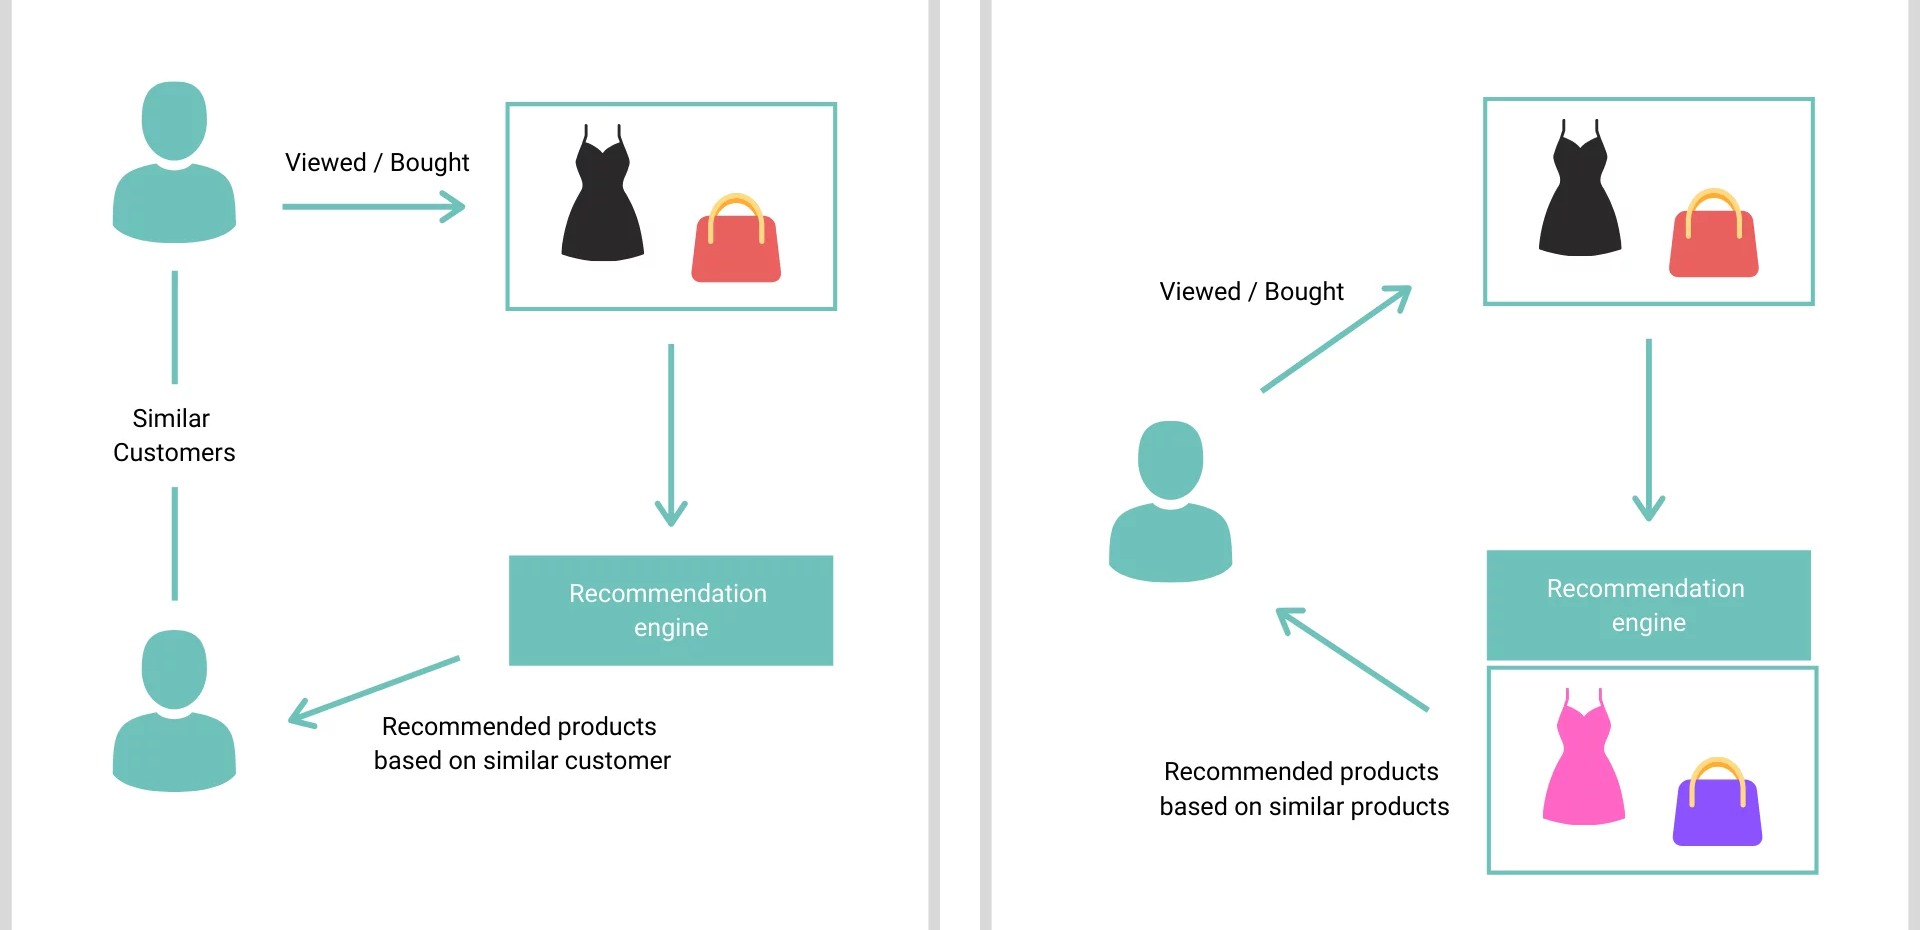 Viewed / Bought
Similar
Customers
Recommendation
engine
Recommended products
based on similar customer
Viewed / Bought
Recommendation
engine
Recommended products
based on similar products